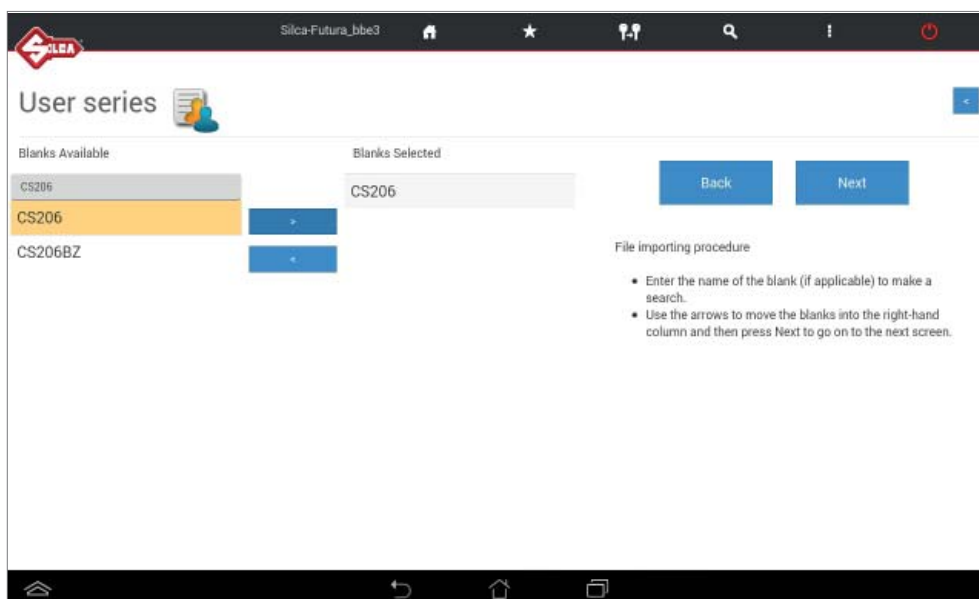 SILCA
Silca-Futura_bbe3
User series
<
Blanks Available
CS206
CS206
CS206BZ
>
<
Blanks Selected
CS206
Back
Next
File importing procedure
• Enter the name of the blank (if applicable) to make a
search.
• Use the arrows to move the blanks into the right-hand
column and then press Next to go on to the next screen.